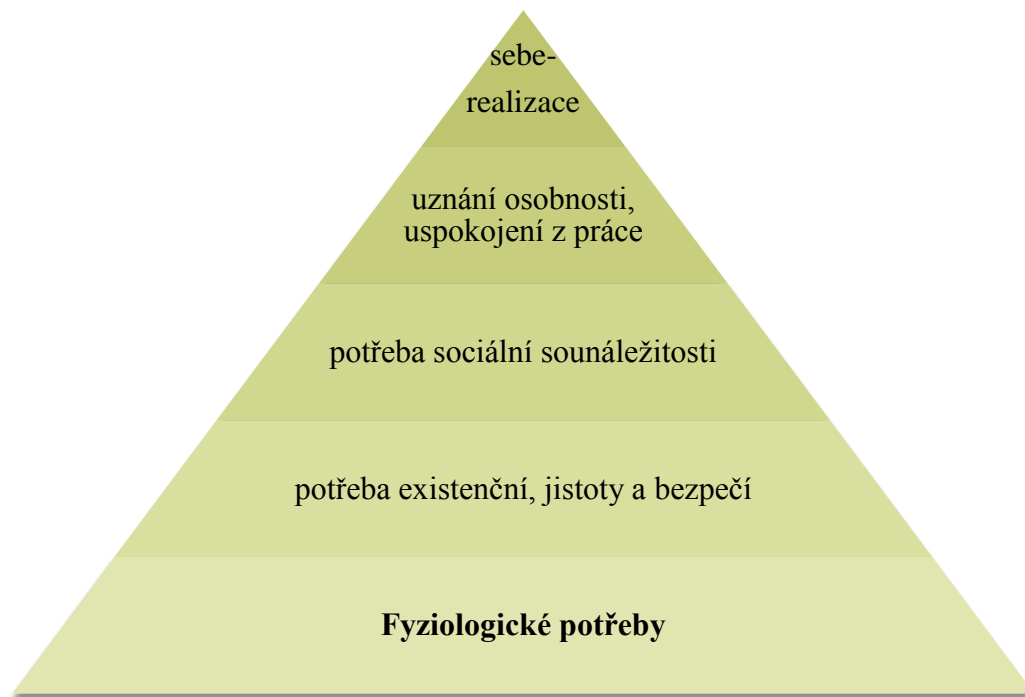 sebe-
realizace
uznání osobnosti,
uspokojení z práce
potřeba sociální sounáležitosti
potřeba existenční, jistoty a bezpečí
Fyziologické potřeby